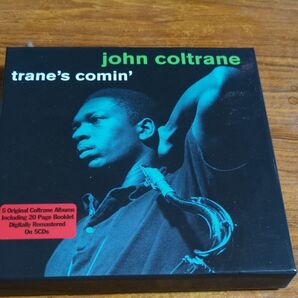 john coltrane
trane's comin'
5 Original Coltrane Albums
Including 20 Page Booklet
Digitally Remastered
On 5CDs